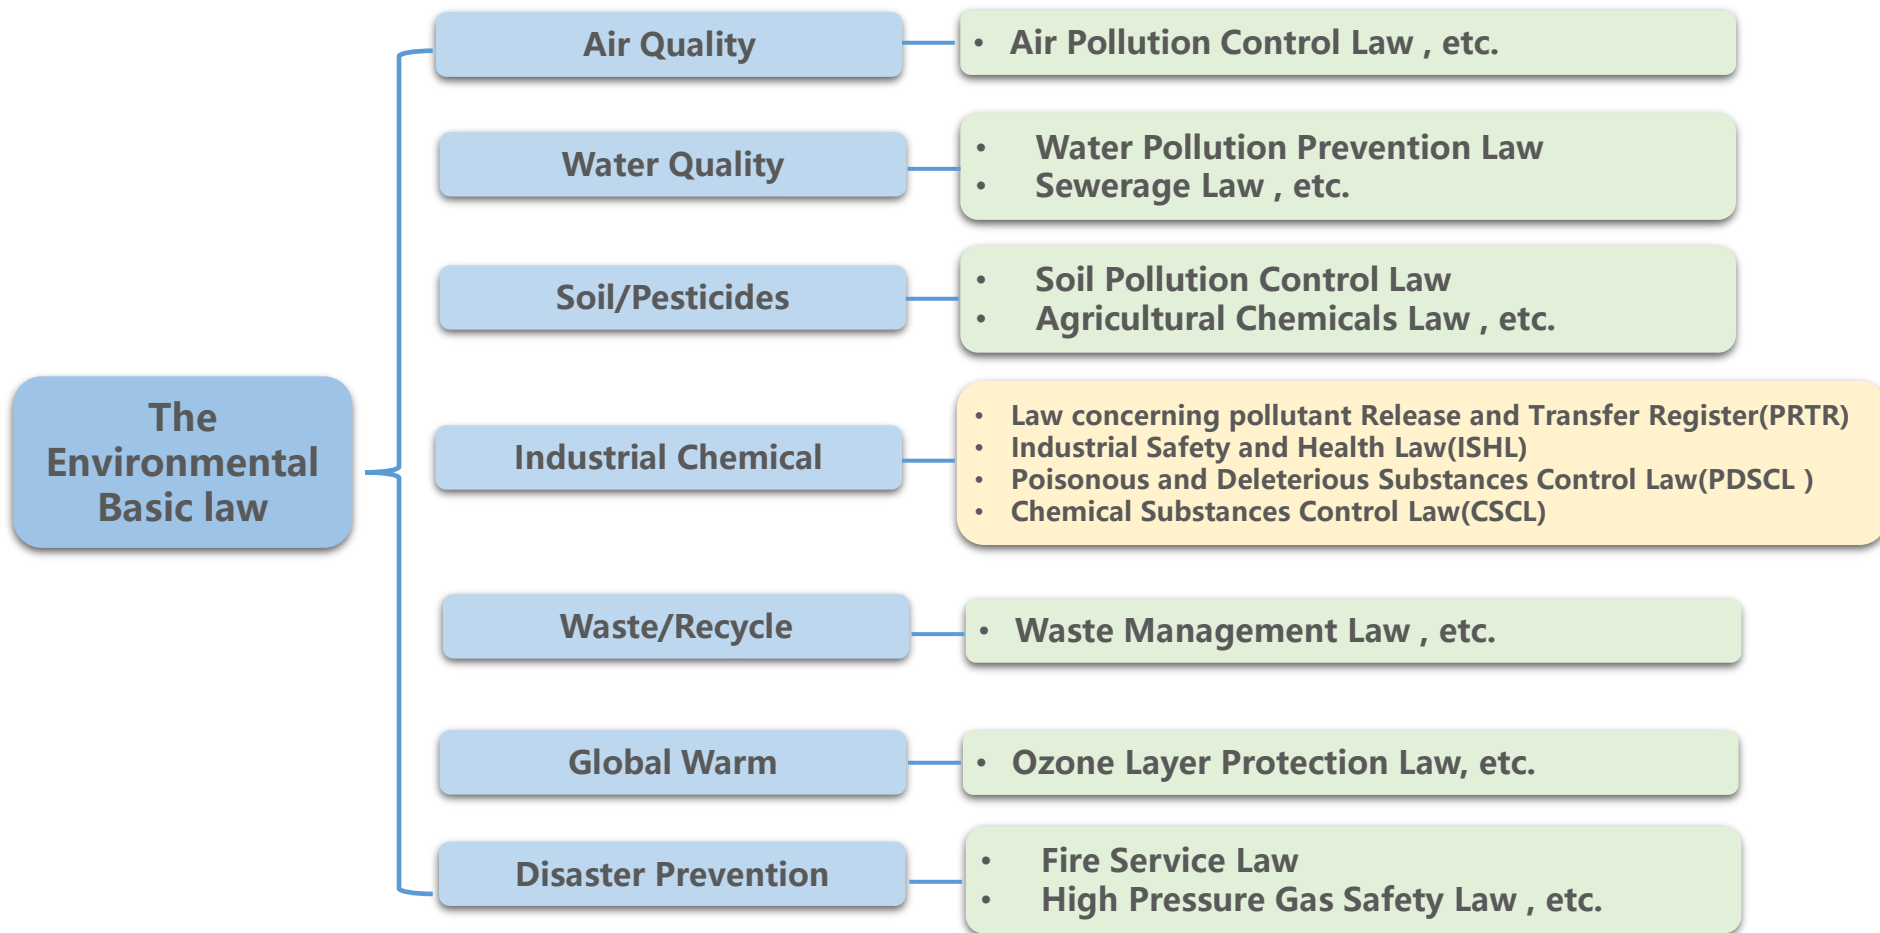 The
Environmental
Basic law
Air Quality
• Air Pollution Control Law , etc.
Water Quality
• Water Pollution Prevention Law
• Sewerage Law , etc.
Soil/Pesticides
• Soil Pollution Control Law
• Agricultural Chemicals Law , etc.
Industrial Chemical
• Law concerning pollutant Release and Transfer Register(PRTR)
• Industrial Safety and Health Law(ISHL)
• Poisonous and Deleterious Substances Control Law(PDSCL )
• Chemical Substances Control Law(CSCL)
Waste/Recycle
• Waste Management Law , etc.
Global Warm
• Ozone Layer Protection Law, etc.
Disaster Prevention
• Fire Service Law
• High Pressure Gas Safety Law , etc.